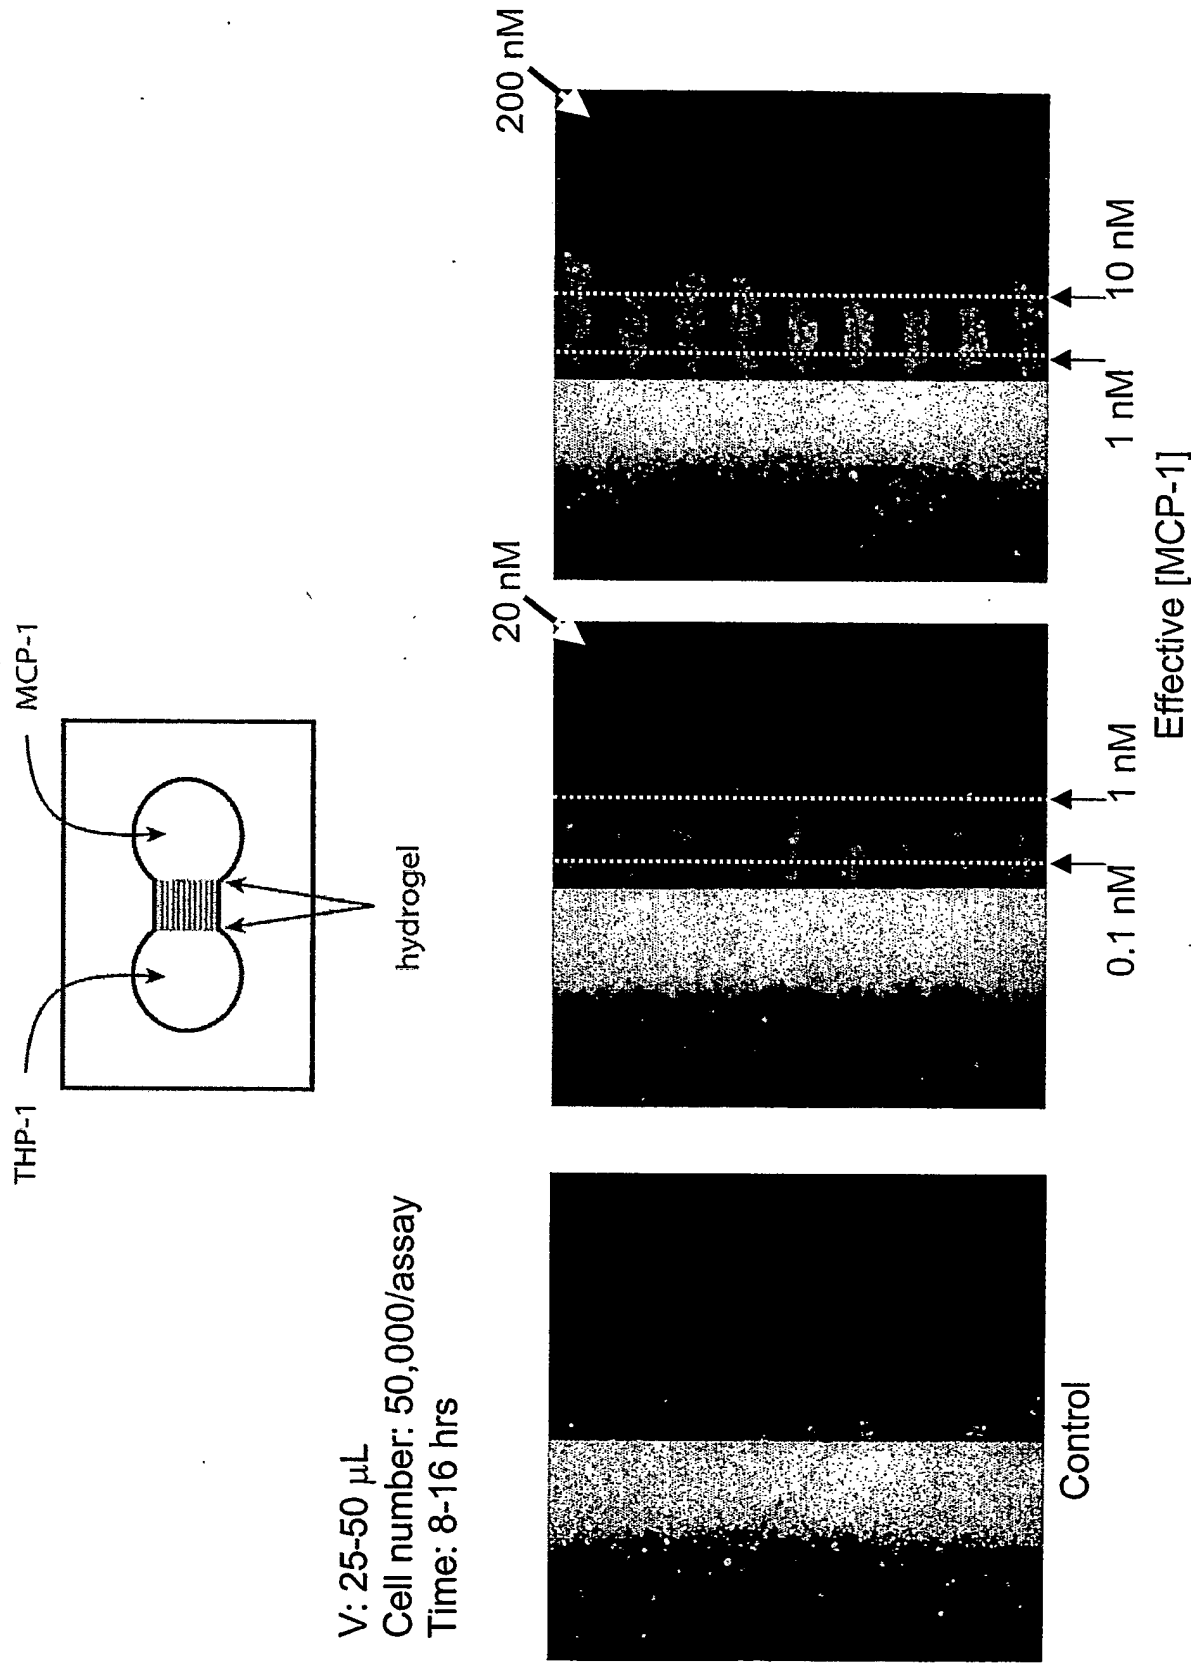 THP-1
MCP-1
hydrogel
V: 25-50 µL
Cell number: 50,000/assay
Time: 8-16 hrs
20 nM
200 nM
Control
0.1 nM
1 nM
1 nM
10 nM
Effective [MCP-1]